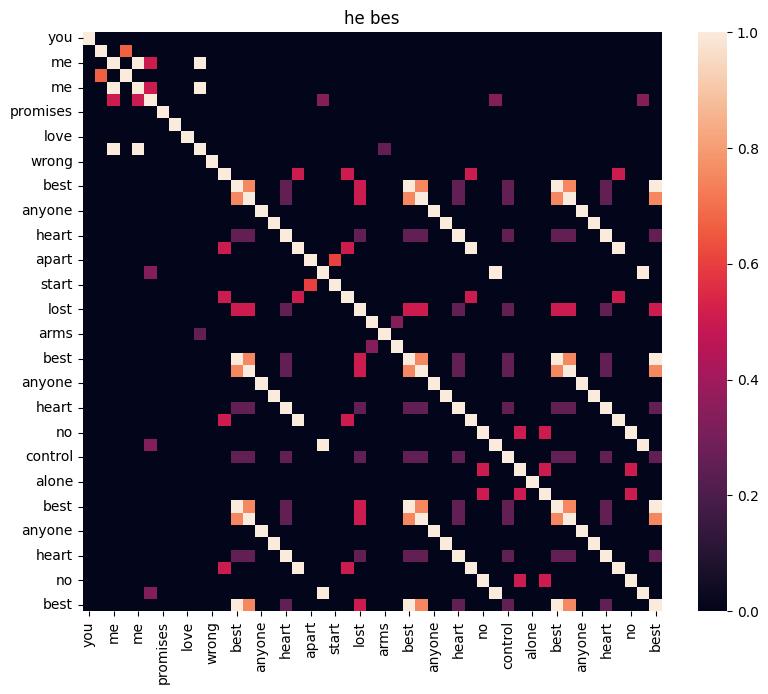 he bes
you
me
me
promises
love
wrong
best
anyone
heart
apart
start
lost
arms
best
anyone
heart
no
control
alone
best
anyone
heart
no
best
1.0
0.8
0.6
0.4
0.2
0.0
you
me
me
promises
love
wrong
best
anyone
heart
apart
start
lost
arms
best
anyone
heart
no
control
alone
best
anyone
heart
no
best